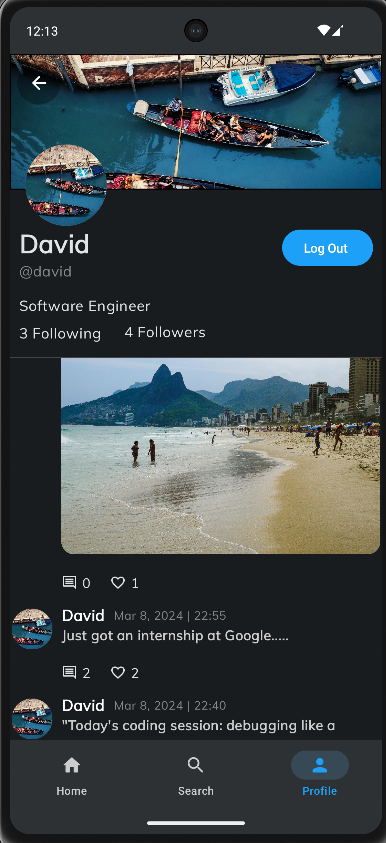 12:13
David
Log Out
@david
Software Engineer
3 Following 4 Followers
0 1
David Mar 8, 2024 | 22:55
Just got an internship at Google.....
2 2
David Mar 8, 2024 | 22:40
"Today's coding session: debugging like a
Home Search Profile